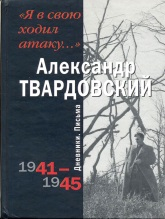 «Я в свою
ходил
атаку...»
Александр
ТВАРДОВСКИЙ
Дневники. Письма
1941–
1945